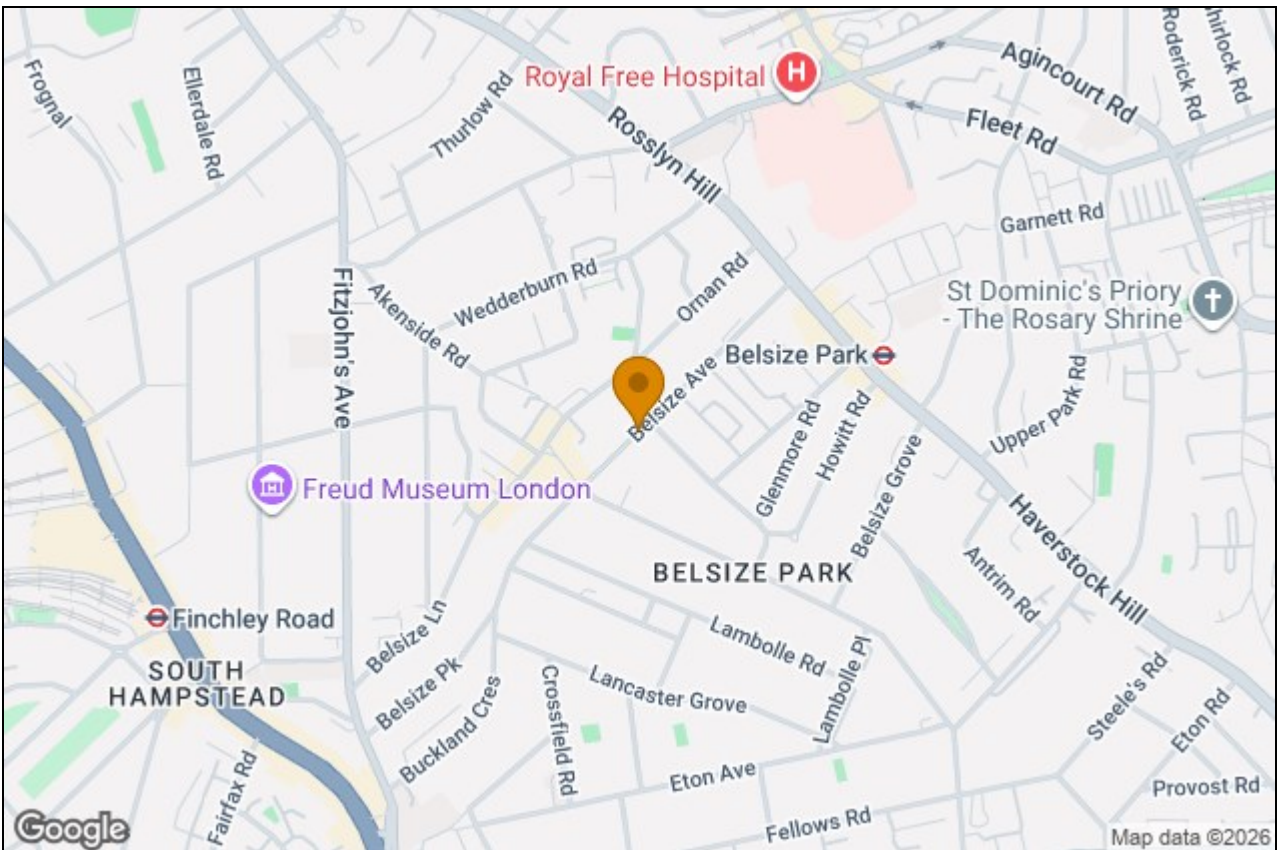 Frognal
Ellerdale Rd
Thurlow Rd
Royal Free Hospital
H
Rosslyn Hill
Agincourt Rd
Fleet Rd
Roderick Rd
hirlock Rd
Garnett Rd
Fitzjohn's Ave
Akenside Rd
Wedderburn Rd
Ornan Rd
St Dominic's Priory
- The Rosary Shrine
Belsize Park
Belsize Ave
Glenmore Rd
Howitt Rd
Belsize Grove
Upper Park Rd
Freud Museum London
BELSIZE PARK
Haverstock Hill
Antrim Rd
Finchley Road
SOUTH
HAMPSTEAD
Belsize Ln
Belsize Pk
Buckland Cres
Crossfield Rd
Lancaster Grove
Lambolle Rd
Lambolle Pl
Steele's Rd
Eton Rd
Eton Ave
Provost Rd
Fairfax Rd
Fellows Rd
Google
Map data ©2026